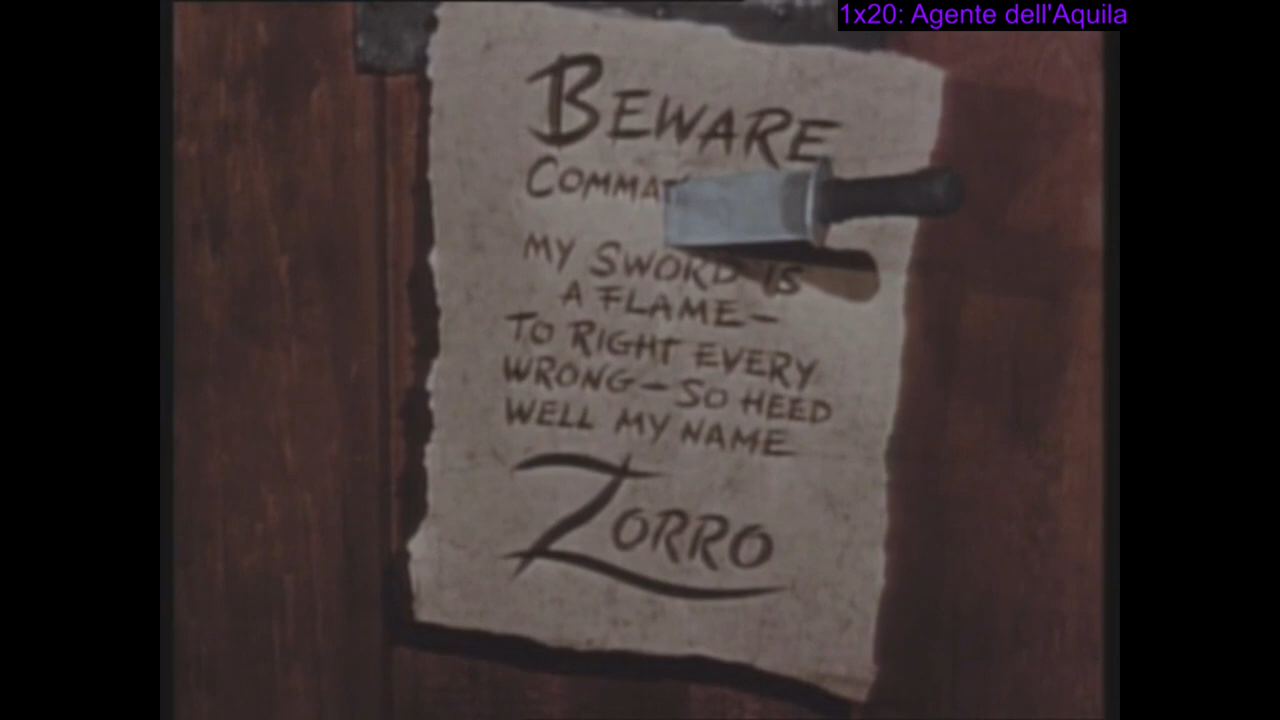 1x20: Agente dell'Aquila
BEWARE
MY SWORD IS
A FLAME—
TO RIGHT EVERY
WRONG—SO HEED
WELL MY NAME
ZORRO